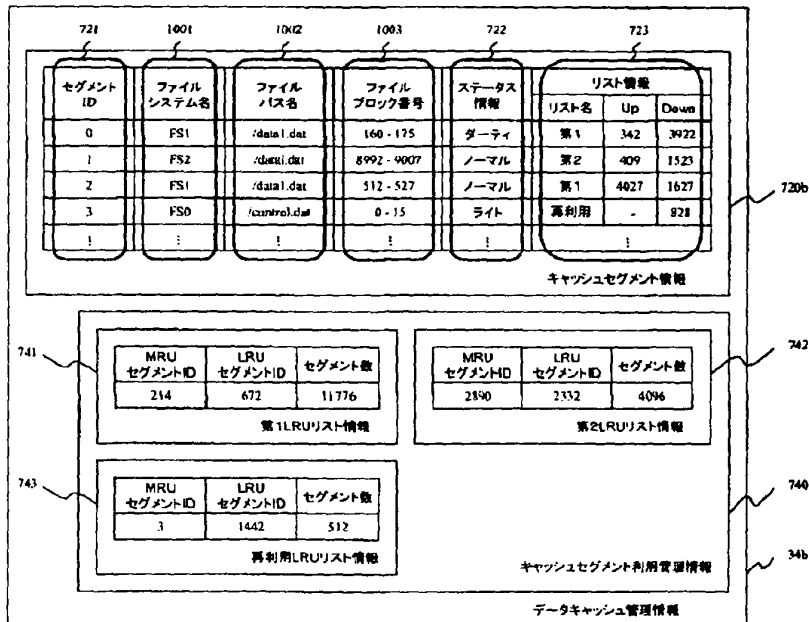 721 1001 1002 1003 722 723
セグメント ID ファイル システム名 ファイル パス名 ファイル ブロック番号 ステータス 情報 リスト情報
リスト名 Up Down
0 FS1 /data1.dat 160 - 175 ダーティ 第1 342 3922
1 FS2 /data1.dat 8992 - 9007 ノーマル 第2 409 1523
2 FS1 /data1.dat 512 - 527 ノーマル 第1 4027 1627
3 FS0 /control.dat 0 - 15 ライト 再利用 - 828
キャッシュセグメント情報
720b
741
MRU セグメントID LRU セグメントID セグメント数
214 672 11776
第1LRUリスト情報
742
MRU セグメントID LRU セグメントID セグメント数
2890 2332 4096
第2LRUリスト情報
743
MRU セグメントID LRU セグメントID セグメント数
3 1442 512
再利用LRUリスト情報
740
キャッシュセグメント利用管理情報
34b
データキャッシュ管理情報